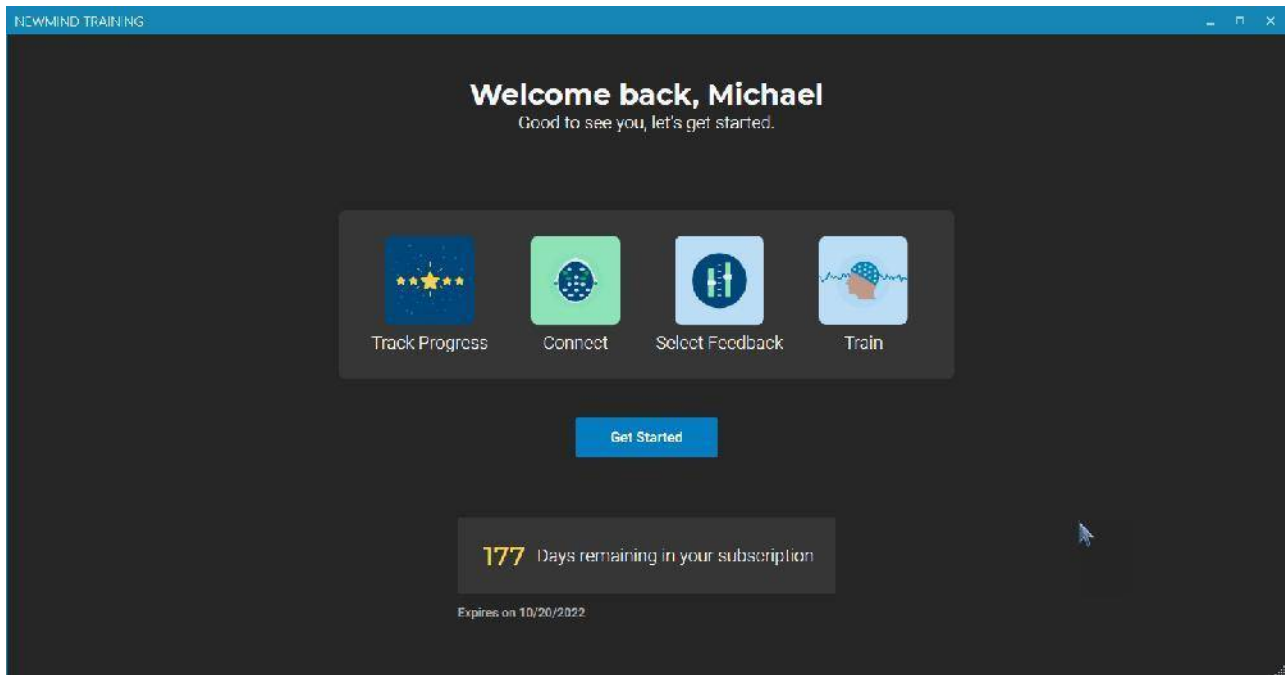 NEWMIND TRAINING
Welcome back, Michael
Good to see you, let's get started.
Track Progress
Connect
Select Feedback
Train
Get Started
177 Days remaining in your subscription
Expires on 10/20/2022